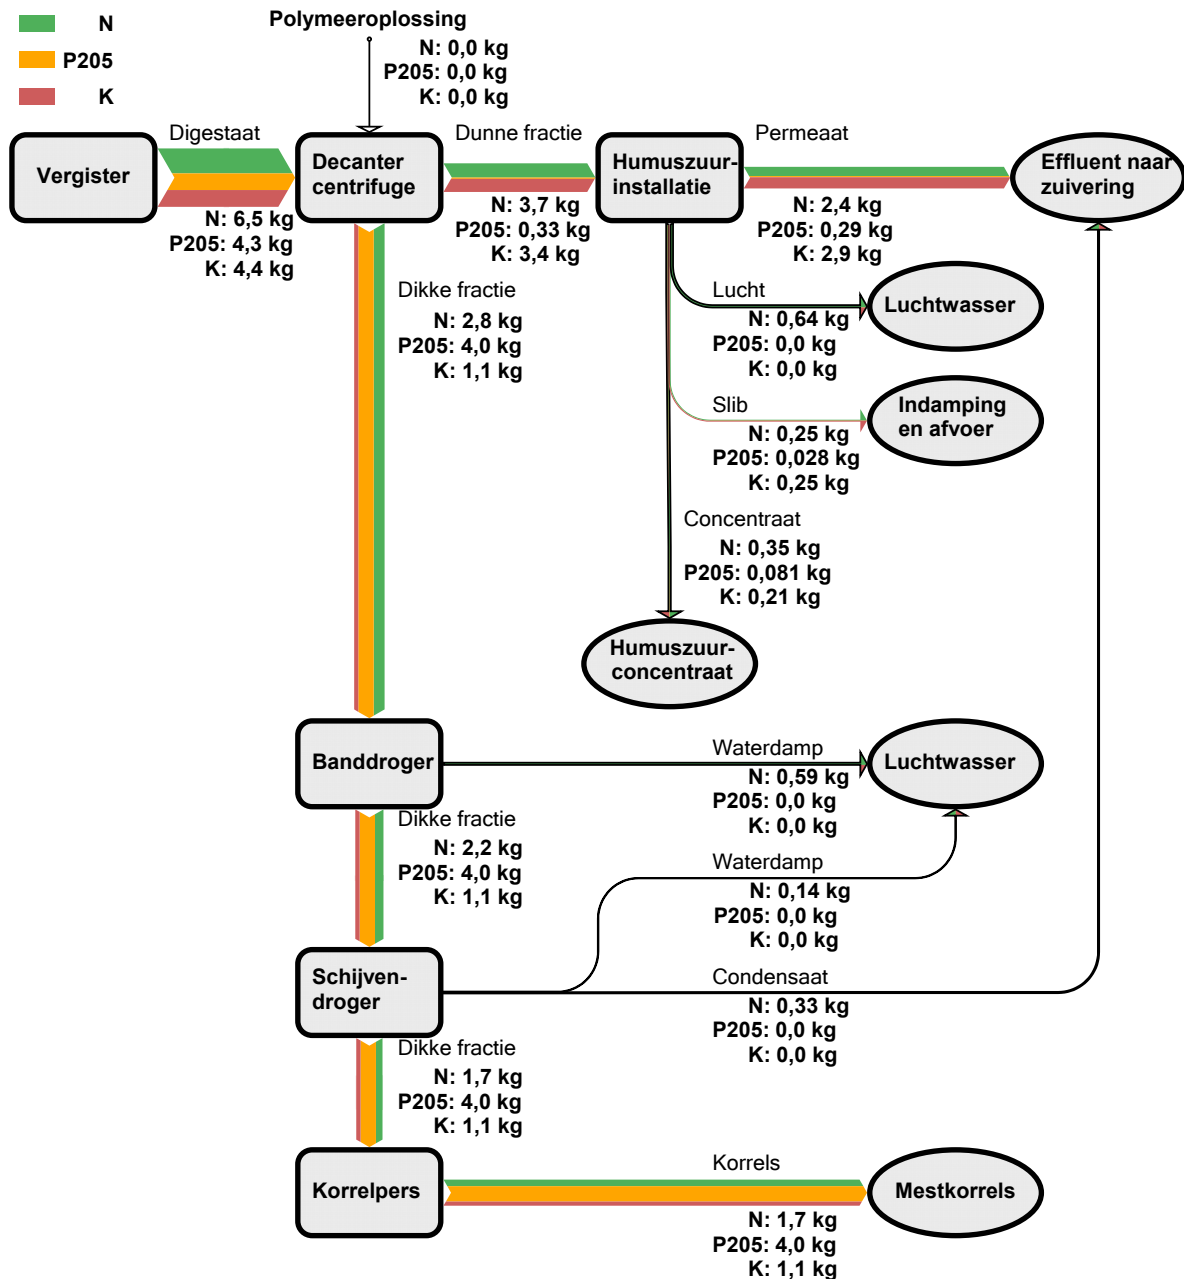 N
P205
K
Polymeeroplossing
N: 0,0 kg
P205: 0,0 kg
K: 0,0 kg
Digestaat
Dunne fractie
Permeaat
Vergister
Decanter
centrifuge
Humuszuur-
installatie
Effluent naar
zuivering
N: 6,5 kg
P205: 4,3 kg
K: 4,4 kg
N: 3,7 kg
P205: 0,33 kg
K: 3,4 kg
N: 2,4 kg
P205: 0,29 kg
K: 2,9 kg
Dikke fractie
N: 2,8 kg
P205: 4,0 kg
K: 1,1 kg
Lucht
N: 0,64 kg
P205: 0,0 kg
K: 0,0 kg
Luchtwasser
Slib
N: 0,25 kg
P205: 0,028 kg
K: 0,25 kg
Indamping
en afvoer
Concentraat
N: 0,35 kg
P205: 0,081 kg
K: 0,21 kg
Humuszuur-
concentraat
Banddroger
Waterdamp
N: 0,59 kg
P205: 0,0 kg
K: 0,0 kg
Luchtwasser
Dikke fractie
N: 2,2 kg
P205: 4,0 kg
K: 1,1 kg
Waterdamp
N: 0,14 kg
P205: 0,0 kg
K: 0,0 kg
Schijven-
droger
Condensaat
N: 0,33 kg
P205: 0,0 kg
K: 0,0 kg
Dikke fractie
N: 1,7 kg
P205: 4,0 kg
K: 1,1 kg
Korrelpers
Korrels
N: 1,7 kg
P205: 4,0 kg
K: 1,1 kg
Mestkorrels